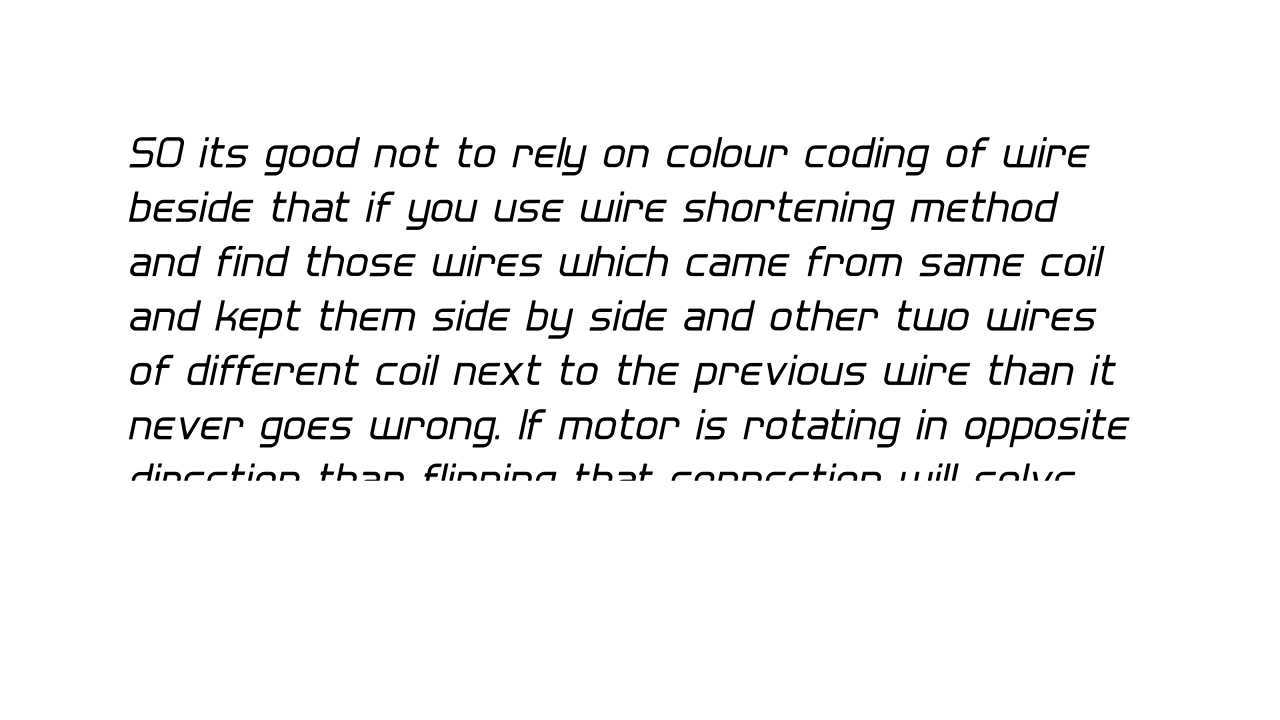 SO its good not to rely on colour coding of wire
beside that if you use wire shortening method
and find those wires which came from same coil
and kept them side by side and other two wires
of different coil next to the previous wire than it
never goes wrong. If motor is rotating in opposite
direction than flipping that connection will solve